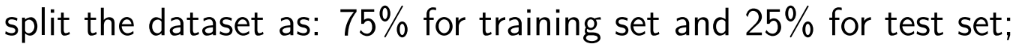 split the dataset as: 75% for training set and 25% for test set;